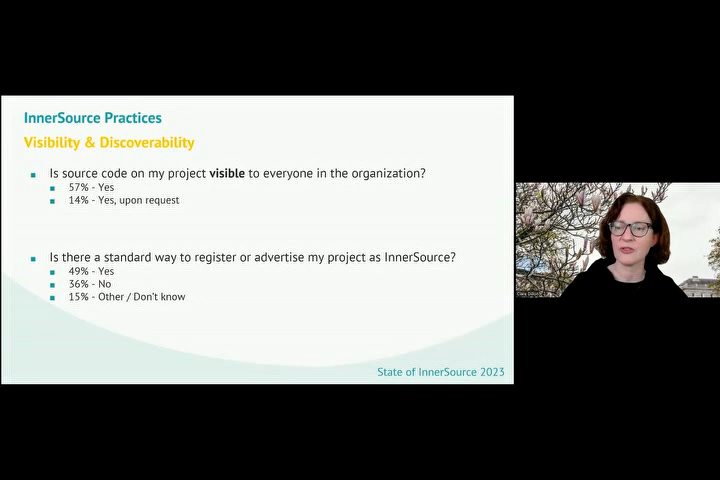 InnerSource Practices
Visibility & Discoverability
Is source code on my project visible to everyone in the organization?
57% - Yes
14% - Yes, upon request
Is there a standard way to register or advertise my project as InnerSource?
49% - Yes
36% - No
15% - Other / Don't know
State of InnerSource 2023